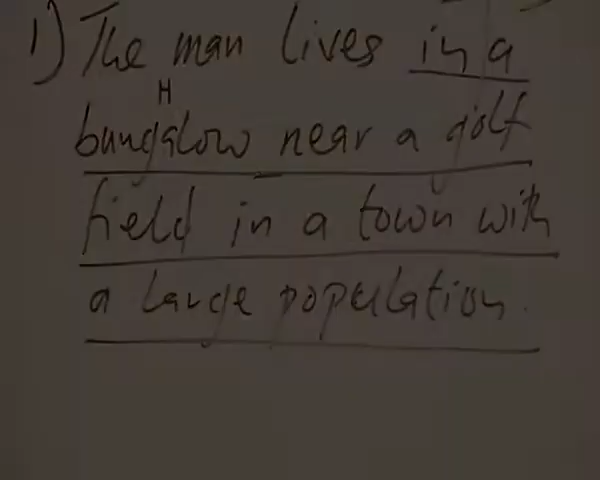 1) The man lives in a
H
bungalow near a golf
field in a town with
a large population.